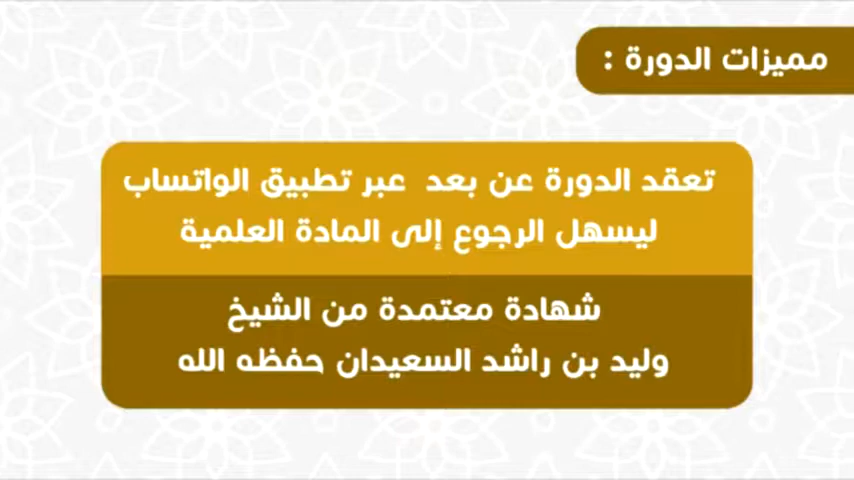 مميزات الدورة :
تعقد الدورة عن بعد عبر تطبيق الواتساب
ليسهل الرجوع إلى المادة العلمية
شهادة معتمدة من الشيخ
وليد بن راشد السعيدان حفظه الله